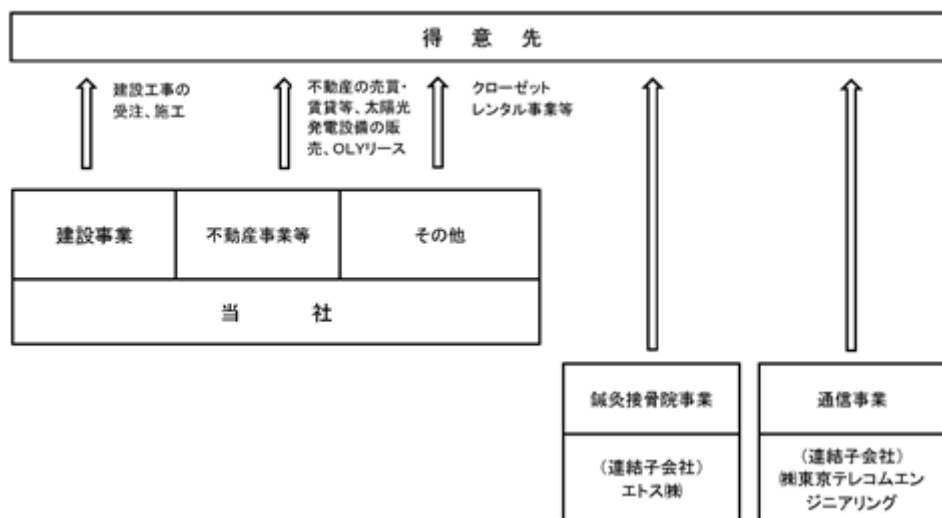 得意先
建設工事の
受注、施工
不動産の売買・
賃貸等、太陽光
発電設備の販
売、OLYリース
クローゼット
レンタル事業等
建設事業
不動産事業等
その他
当社
鍼灸接骨院事業
通信事業
(連結子会社)
エトス㈱
(連結子会社)
㈱東京テレコムエン
ジニアリング